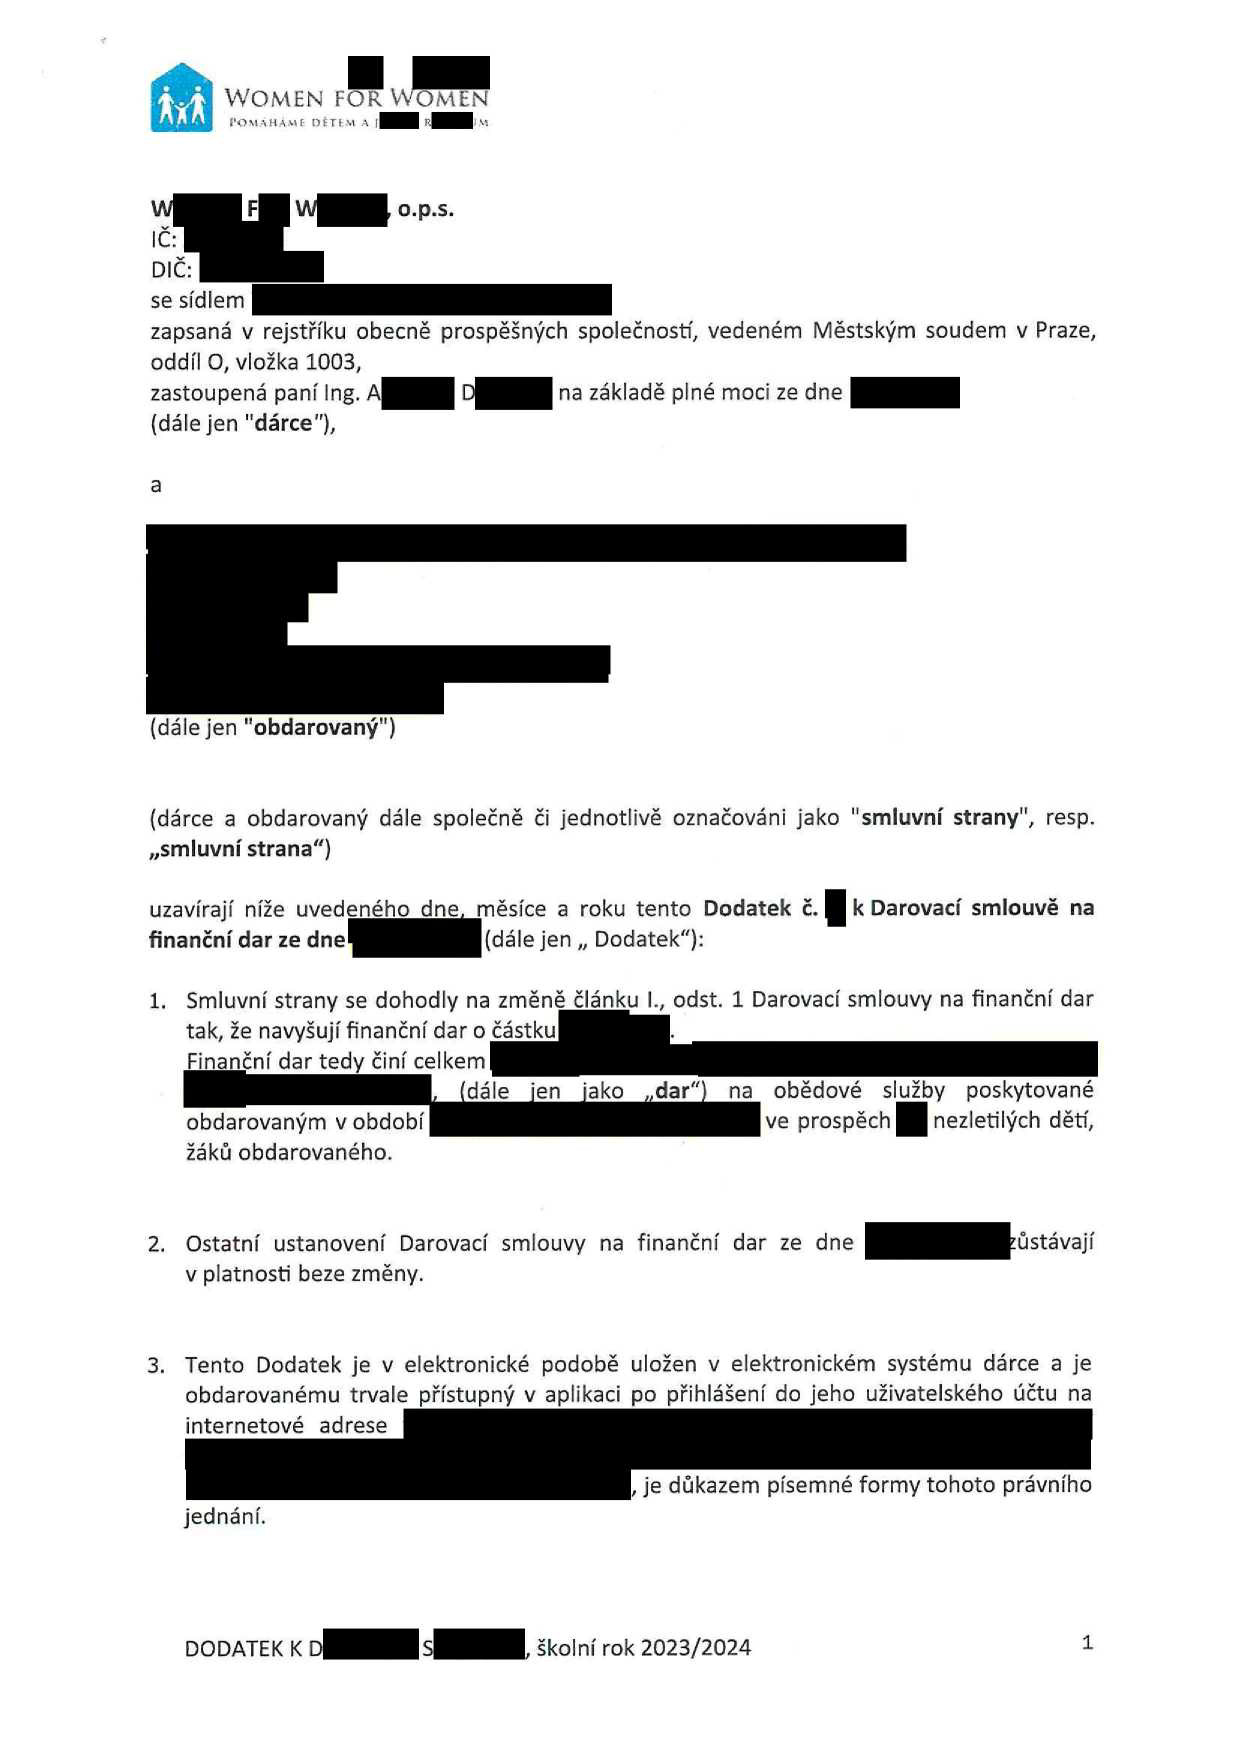 WOMEN FOR WOMEN
POMÁHÁME DĚTEM A
W F W , o.p.s.
IČ:
DIČ:
se sídlem
zapsaná v rejstříku obecně prospěšných společností, vedeném Městským soudem v Praze,
oddíl O, vložka 1003,
zastoupená paní Ing. A D na základě plné moci ze dne
(dále jen "dárce"),
a
(dále jen "obdarovaný")
(dárce a obdarovaný dále společně či jednotlivě označováni jako "smluvní strany", resp.
„smluvní strana“)
uzavírají níže uvedeného dne, měsíce a roku tento Dodatek č. k Darovací smlouvě na
finanční dar ze dne (dále jen „ Dodatek“):
1. Smluvní strany se dohodly na změně článku I., odst. 1 Darovací smlouvy na finanční dar
tak, že navyšují finanční dar o částku .
Finanční dar tedy činí celkem
, (dále jen jako „dar“) na obědové služby poskytované
obdarovaným v období ve prospěch nezletilých dětí,
žáků obdarovaného.
2. Ostatní ustanovení Darovací smlouvy na finanční dar ze dne zůstávají
v platnosti beze změny.
3. Tento Dodatek je v elektronické podobě uložen v elektronickém systému dárce a je
obdarovanému trvale přístupný v aplikaci po přihlášení do jeho uživatelského účtu na
internetové adrese
, je důkazem písemné formy tohoto právního
jednání.
DODATEK K D S , školní rok 2023/2024 1